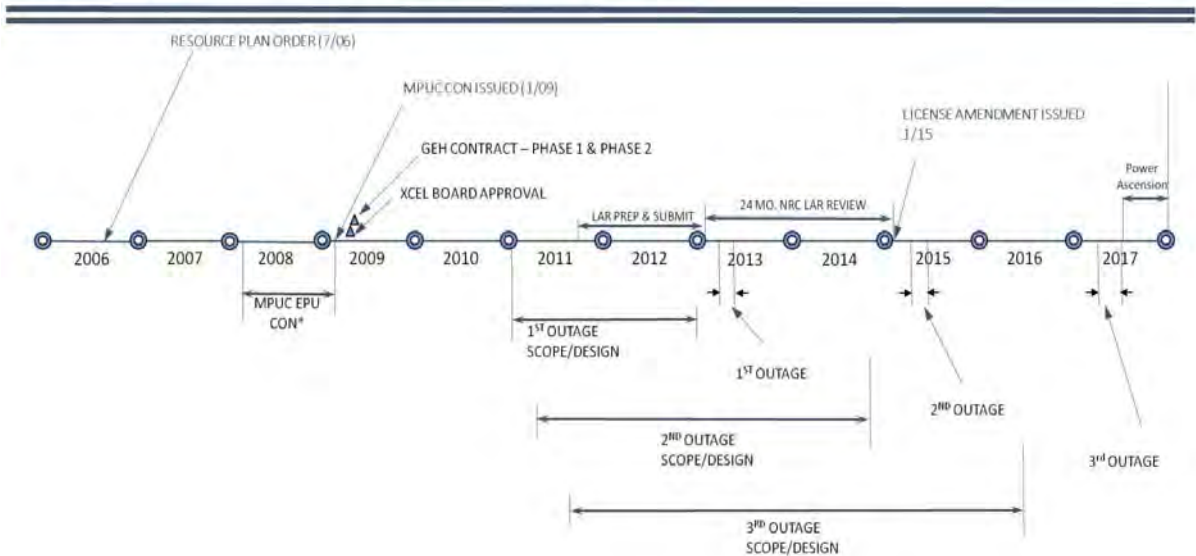 RESOURCE PLAN ORDER (7/06)
MPUC CON ISSUED (1/09)
GEH CONTRACT – PHASE 1 & PHASE 2
XCEL BOARD APPROVAL
LICENSE AMENDMENT ISSUED
1/15
Power
Ascension
LAR PREP & SUBMIT
24 MO. NRC LAR REVIEW
2006
2007
2008
2009
2010
2011
2012
2013
2014
2015
2016
2017
MPUC EPU
CON*
1ST OUTAGE
SCOPE/DESIGN
1ST OUTAGE
2ND OUTAGE
SCOPE/DESIGN
2ND OUTAGE
3RD OUTAGE
SCOPE/DESIGN
3rd OUTAGE